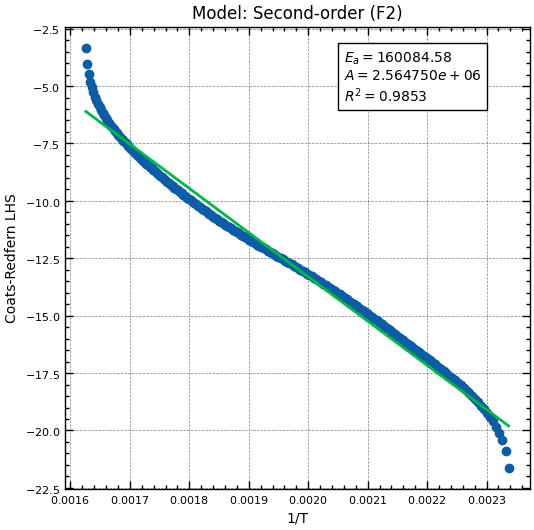 Model: Second-order (F2)
E_a = 160084.58
A = 2.564750e + 06
R^2 = 0.9853
Coats-Redfern LHS
−2.5
−5.0
−7.5
−10.0
−12.5
−15.0
−17.5
−20.0
−22.5
0.0016 0.0017 0.0018 0.0019 0.0020 0.0021 0.0022 0.0023
1/T